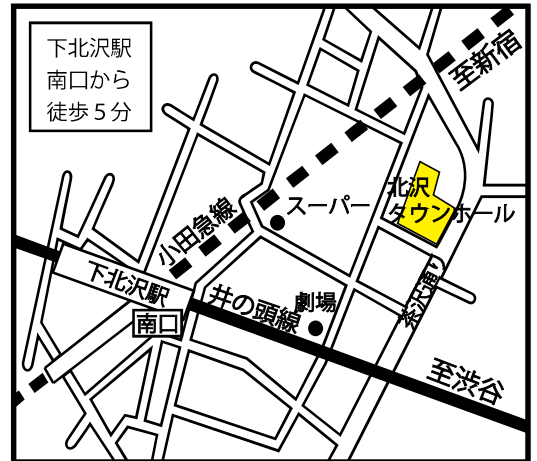 下北沢駅
南口から
徒歩５分
至新宿
北沢
タウンホール
スーパー
小田急線
茶沢通り
下北沢駅
井の頭線
劇場
南口
至渋谷